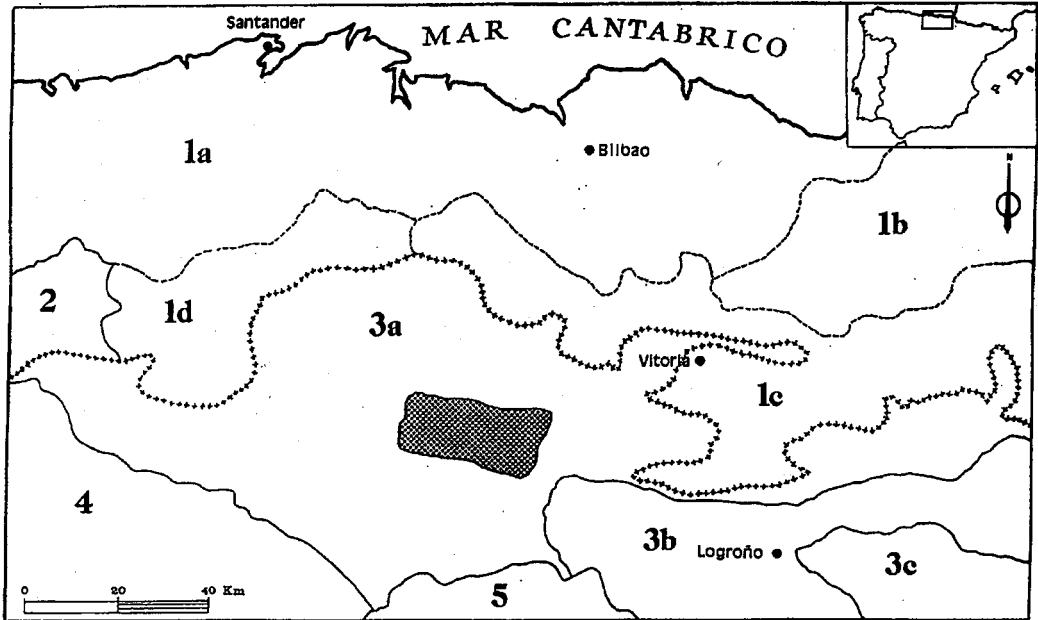 Santander
MAR CANTABRICO
1a
Bilbao
N
1b
2
1d
3a
Vitoria
1c
4
3b
Logroño
3c
5
0 20 40 Km